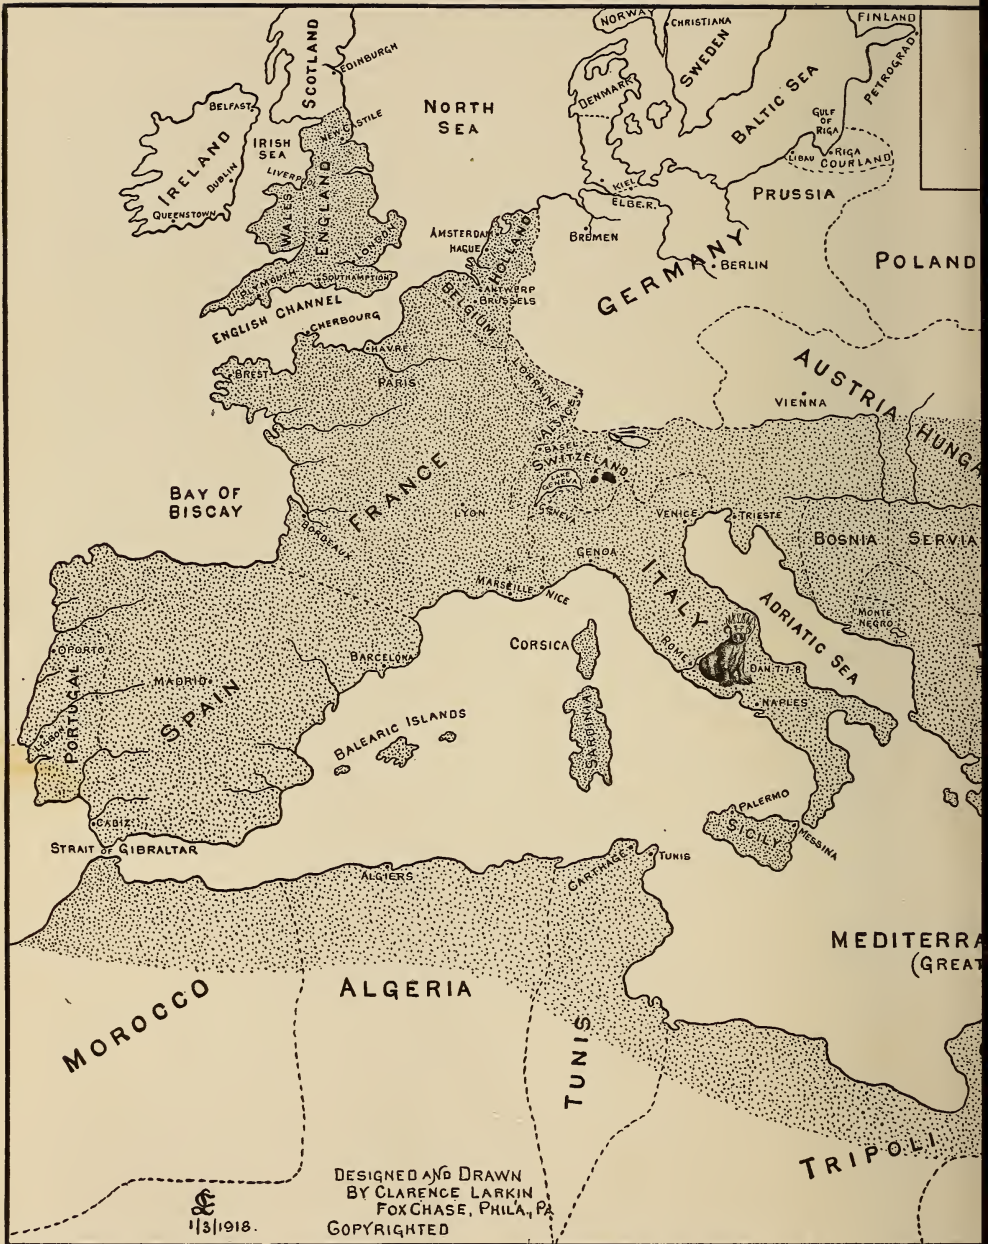 NORWAY
CHRISTIANA
SWEDEN
FINLAND
PETROGRAD
SCOTLAND
EDINBURGH
NORTH
SEA
DENMARK
BALTIC SEA
GULF
OF
RIGA
LIBAU
RIGA
COURLAND
BELFAST
IRELAND
DUBLIN
QUEENSTOWN
IRISH
SEA
NEW CASTLE
LIVERPOOL
WALES
ENGLAND
LONDON
PLYMOUTH
SOUTHAMPTON
ENGLISH CHANNEL
KIEL
ELBE R.
BREMEN
PRUSSIA
BERLIN
GERMANY
POLAND
AMSTERDAM
HAGUE
HOLLAND
ANTWERP
BRUSSELS
BELGIUM
CHERBOURG
HAVRE
BREST
PARIS
LORRAINE
ALSACE
AUSTRIA
HUNGA
VIENNA
BASEL
SWITZELAND
LAKE
GENEVA
GENEVA
FRANCE
BAY OF
BISCAY
BORDEAUX
LYON
VENICE
TRIESTE
BOSNIA
SERVIA
GENOA
MARSEILLE
NICE
ITALY
ADRIATIC SEA
MONTE
NEGRO
CORSICA
ROME
DAN. 7:7-8
NAPLES
OPORTO
PORTUGAL
LISBON
MADRID
SPAIN
BARCELONA
BALEARIC ISLANDS
SARDINIA
CADIZ
STRAIT OF GIBRALTAR
PALERMO
SICILY
MESSINA
ALGIERS
CARTHAGE
TUNIS
MEDITERRA
(GREAT
MOROCCO
ALGERIA
TUNIS
TRIPOLI
DESIGNED AND DRAWN
BY CLARENCE LARKIN
FOX CHASE, PHIL'A., PA
COPYRIGHTED
1/3/1918.